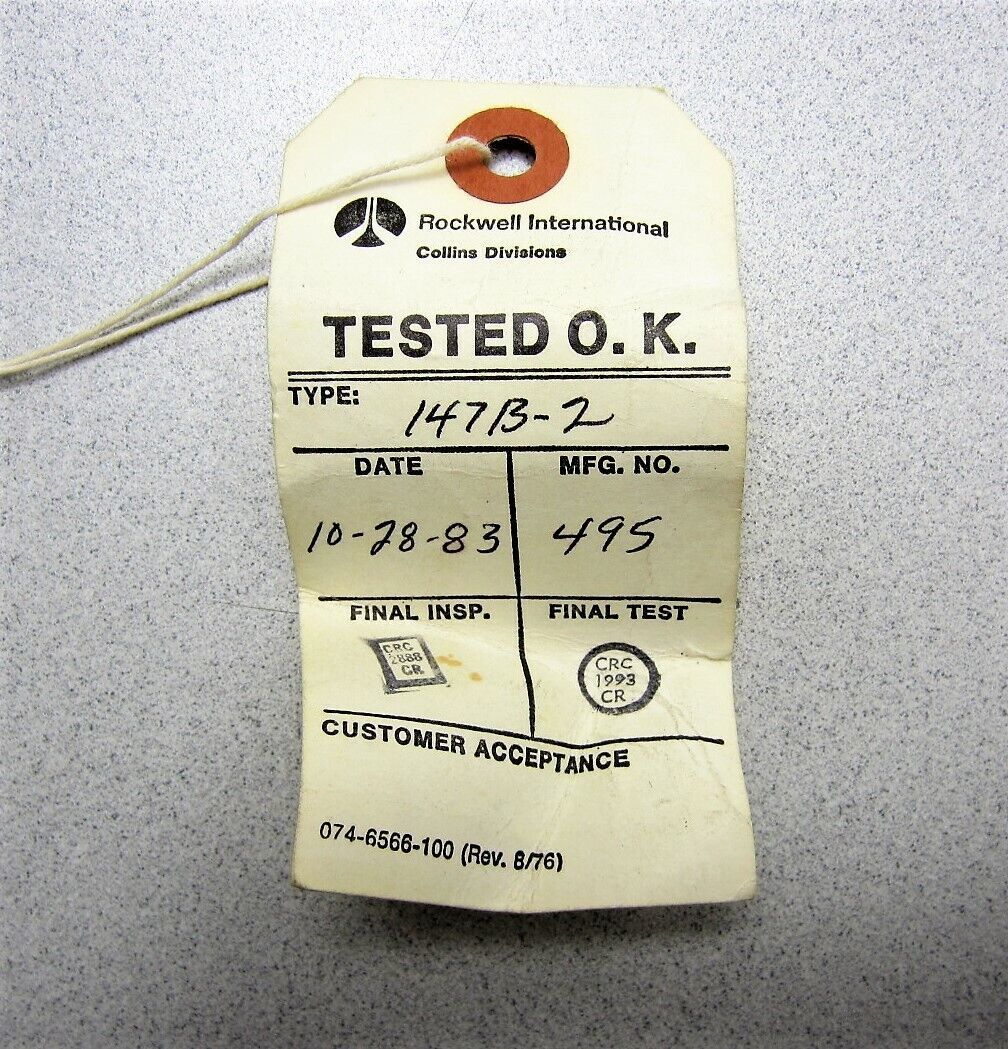 Rockwell International
Collins Divisions
TESTED O. K.
TYPE: 147B-2
DATE MFG. NO.
10-28-83 495
FINAL INSP. FINAL TEST
CRC
2888
CR
CRC
1993
CR
CUSTOMER ACCEPTANCE
074-6566-100 (Rev. 8/76)